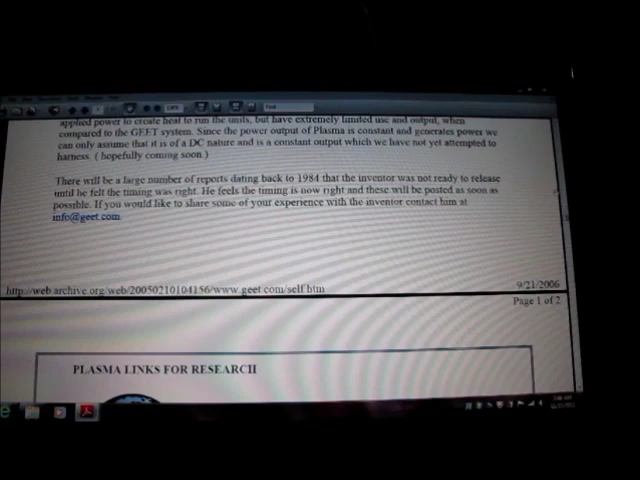 applied power to create heat to run the units, but have extremely limited use and output, when
compared to the GEET system. Since the power output of Plasma is constant and generates power we
can only assume that it is of a DC nature and is a constant output which we have not yet attempted to
harness. ( hopefully coming soon.)
There will be a large number of reports dating back to 1984 that the inventor was not ready to release
until he felt the timing was right. He feels the timing is now right and these will be posted as soon as
possible. If you would like to share some of your experience with the inventor contact him at
info@geet.com.
http://web.archive.org/web/20050210104156/www.geet.com/self.htm
9/21/2006
Page 1 of 2
PLASMA LINKS FOR RESEARCH